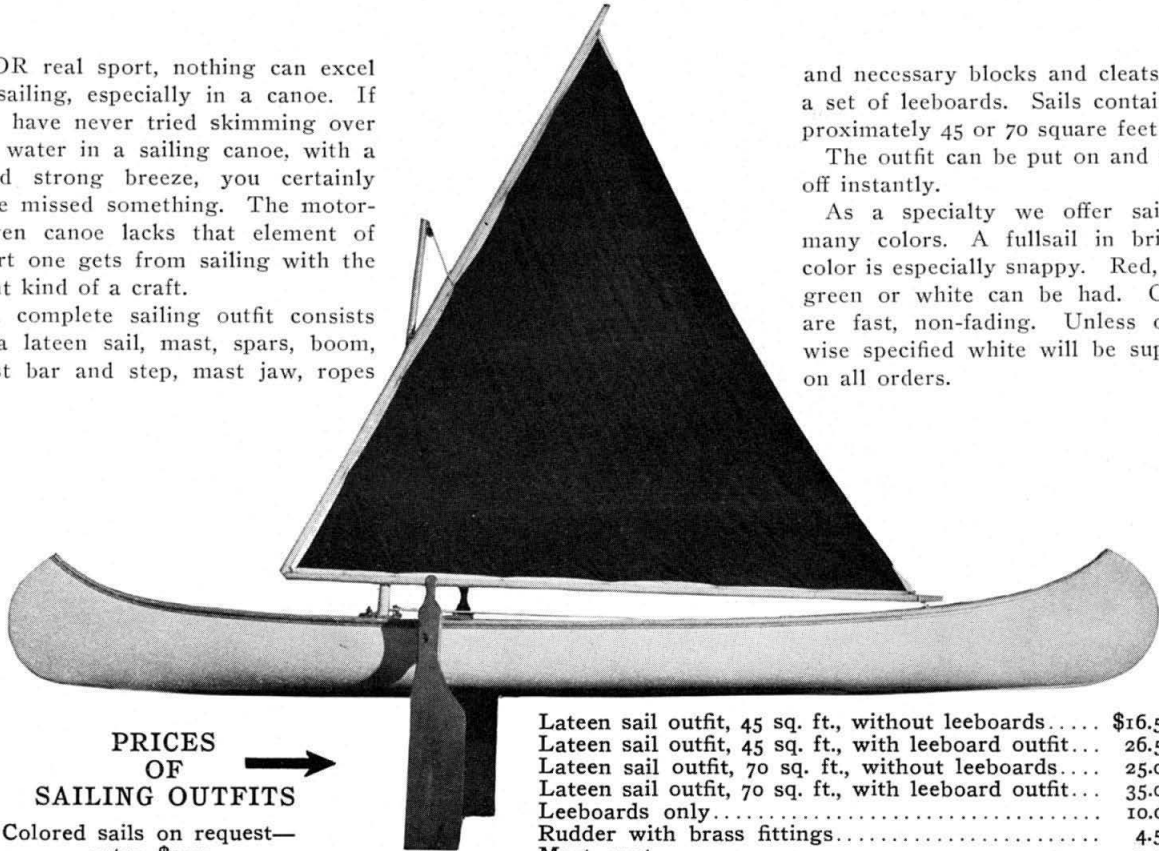 OR real sport, nothing can excel
sailing, especially in a canoe. If
have never tried skimming over
water in a sailing canoe, with a
strong breeze, you certainly
missed something. The motor-
canoe lacks that element of
one gets from sailing with the
kind of a craft.
complete sailing outfit consists
a lateen sail, mast, spars, boom,
bar and step, mast jaw, ropes
and necessary blocks and cleats
a set of leeboards. Sails contai
proximately 45 or 70 square feet
The outfit can be put on and
off instantly.
As a specialty we offer sai
many colors. A fullsail in bri
color is especially snappy. Red,
green or white can be had. C
are fast, non-fading. Unless o
wise specified white will be sup
on all orders.
PRICES
OF
SAILING OUTFITS
Colored sails on request—
Lateen sail outfit, 45 sq. ft., without leeboards..... $16.5
Lateen sail outfit, 45 sq. ft., with leeboard outfit... 26.5
Lateen sail outfit, 70 sq. ft., without leeboards.... 25.0
Lateen sail outfit, 70 sq. ft., with leeboard outfit... 35.0
Leeboards only................................ 10.0
Rudder with brass fittings...................... 4.5